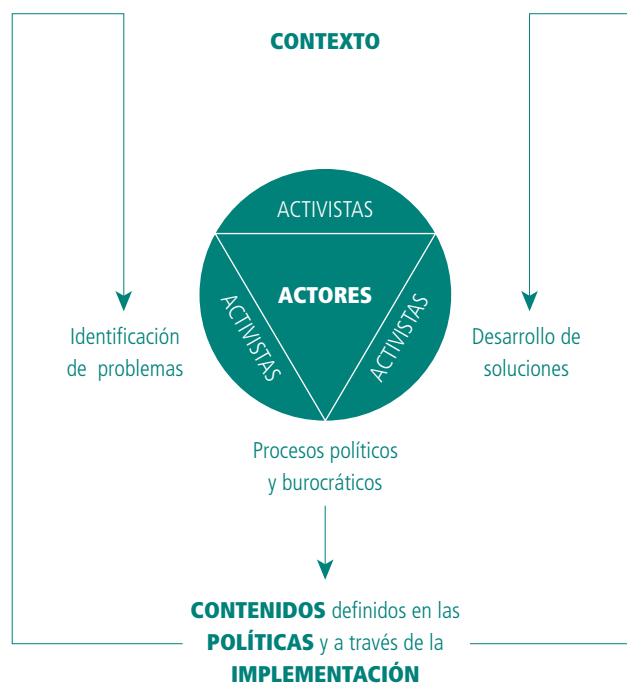 CONTEXTO
ACTIVISTAS
ACTORES
ACTIVISTAS
ACTIVISTAS
Identificación
de problemas
Desarrollo de
soluciones
Procesos políticos
y burocráticos
CONTENIDOS definidos en las
POLÍTICAS y a través de la
IMPLEMENTACIÓN